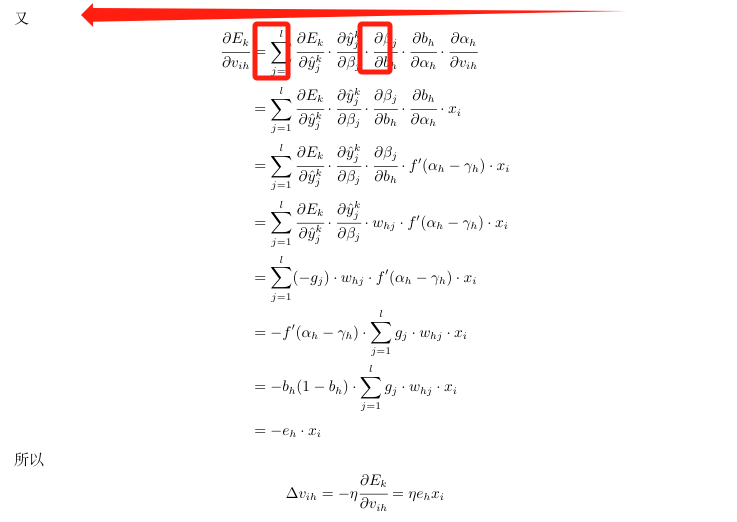 又
$\frac{\partial E_k}{\partial v_{ih}} = \sum_{j=1}^{l} \frac{\partial E_k}{\partial \hat{y}_j^k} \cdot \frac{\partial \hat{y}_j^k}{\partial \beta_j} \cdot \frac{\partial \beta_j}{\partial b_h} \cdot \frac{\partial b_h}{\partial \alpha_h} \cdot \frac{\partial \alpha_h}{\partial v_{ih}}$
$= \sum_{j=1}^{l} \frac{\partial E_k}{\partial \hat{y}_j^k} \cdot \frac{\partial \hat{y}_j^k}{\partial \beta_j} \cdot \frac{\partial \beta_j}{\partial b_h} \cdot \frac{\partial b_h}{\partial \alpha_h} \cdot x_i$
$= \sum_{j=1}^{l} \frac{\partial E_k}{\partial \hat{y}_j^k} \cdot \frac{\partial \hat{y}_j^k}{\partial \beta_j} \cdot \frac{\partial \beta_j}{\partial b_h} \cdot f'(\alpha_h - \gamma_h) \cdot x_i$
$= \sum_{j=1}^{l} \frac{\partial E_k}{\partial \hat{y}_j^k} \cdot \frac{\partial \hat{y}_j^k}{\partial \beta_j} \cdot w_{hj} \cdot f'(\alpha_h - \gamma_h) \cdot x_i$
$= \sum_{j=1}^{l} (-g_j) \cdot w_{hj} \cdot f'(\alpha_h - \gamma_h) \cdot x_i$
$= -f'(\alpha_h - \gamma_h) \cdot \sum_{j=1}^{l} g_j \cdot w_{hj} \cdot x_i$
$= -b_h(1 - b_h) \cdot \sum_{j=1}^{l} g_j \cdot w_{hj} \cdot x_i$
$= -e_h \cdot x_i$
所以
$\Delta v_{ih} = -\eta \frac{\partial E_k}{\partial v_{ih}} = \eta e_h x_i$